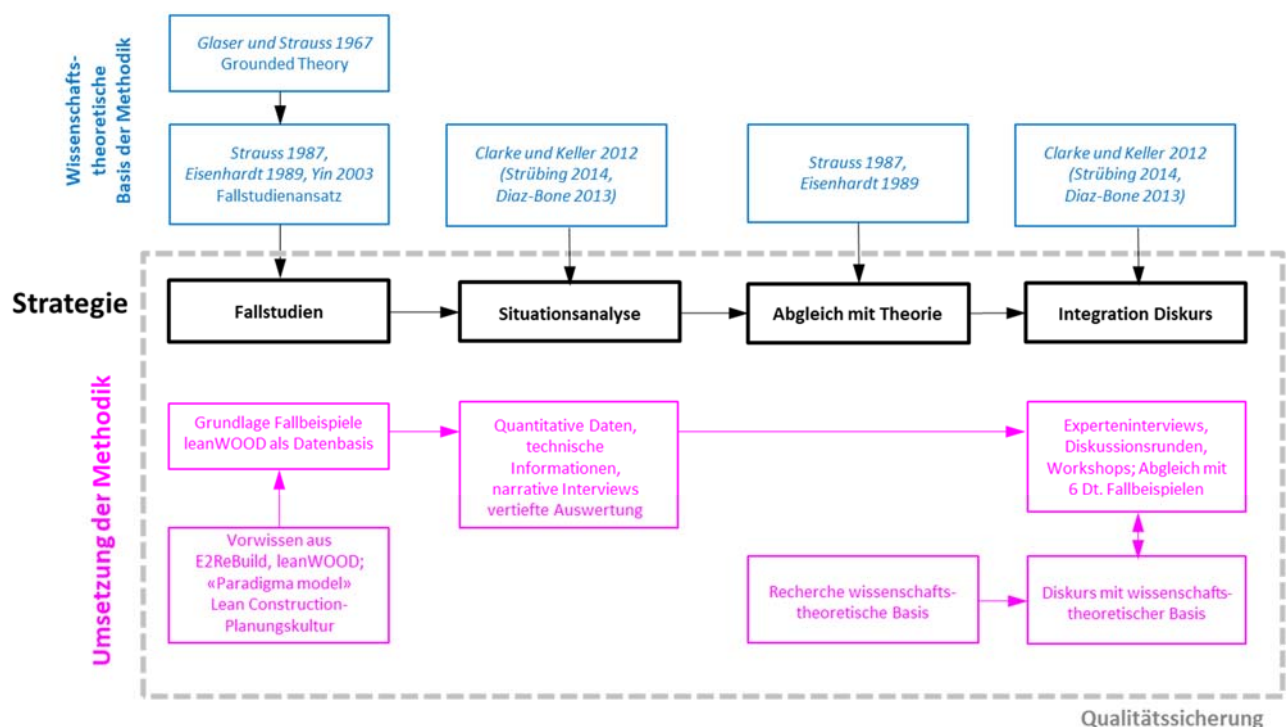 Wissenschafts-
theoretische
Basis der Methodik
Glaser und Strauss 1967
Grounded Theory
Strauss 1987,
Eisenhardt 1989, Yin 2003
Fallstudienansatz
Clarke und Keller 2012
(Strübing 2014,
Diaz-Bone 2013)
Strauss 1987,
Eisenhardt 1989
Clarke und Keller 2012
(Strübing 2014,
Diaz-Bone 2013)
Strategie
Fallstudien
Situationsanalyse
Abgleich mit Theorie
Integration Diskurs
Umsetzung der Methodik
Grundlage Fallbeispiele
leanWOOD als Datenbasis
Quantitative Daten,
technische
Informationen,
narrative Interviews
vertiefte Auswertung
Experteninterviews,
Diskussionsrunden,
Workshops; Abgleich mit
6 Dt. Fallbeispielen
Vorwissen aus
E2ReBuild, leanWOOD;
«Paradigma model»
Lean Construction-
Planungskultur
Recherche wissenschafts-
theoretische Basis
Diskurs mit wissenschafts-
theoretischer Basis
Qualitätssicherung